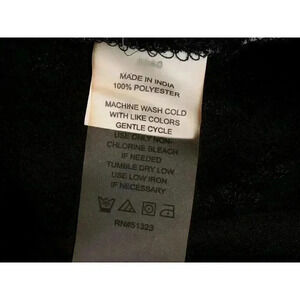 MADE IN INDIA
100% POLYESTER
MACHINE WASH COLD
WITH LIKE COLORS
GENTLE CYCLE
USE ONLY NON-
CHLORINE BLEACH
IF NEEDED
TUMBLE DRY LOW
USE LOW IRON
IF NECESSARY
RN#51323